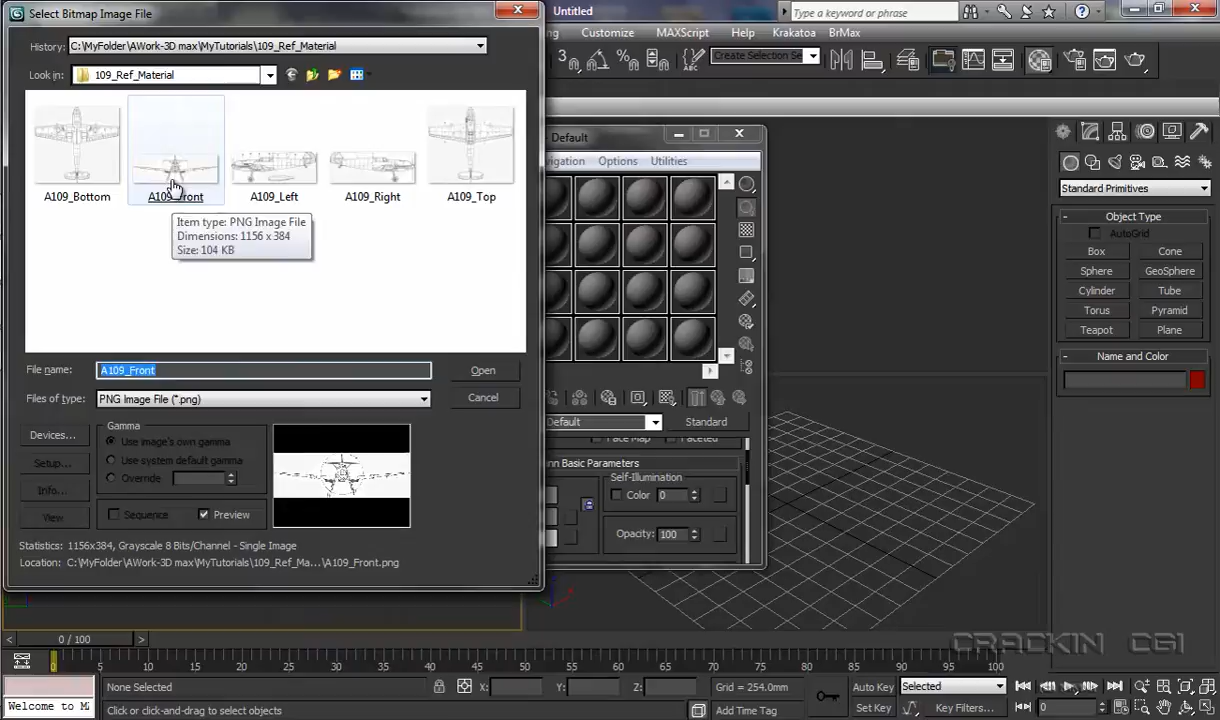 Select Bitmap Image File
Untitled
Type a keyword or phrase
History: C:\MyFolder\AWork-3D max\MyTutorials\109_Ref_Material
Customize MAXScript Help Krakatoa BrMax
Look in: 109_Ref_Material
Create Selection Se
A109_Bottom A109_Front A109_Left A109_Right A109_Top
Item type: PNG Image File
Dimensions: 1156 x 384
Size: 104 KB
Default
Options Utilities
Standard Primitives
Object Type
AutoGrid
Box Cone
Sphere GeoSphere
Cylinder Tube
Torus Pyramid
Teapot Plane
Name and Color
File name: A109_Front Open
Files of type: PNG Image File (*.png) Cancel
Devices...
Setup...
Info...
View
Gamma
Use image's own gamma
Use system default gamma
Override
Sequence Preview
Statistics: 1156x384, Grayscale 8 Bits/Channel - Single Image
Location: C:\MyFolder\AWork-3D max\MyTutorials\109_Ref_Ma...\A109_Front.png
Default Standard
Face Map Faceted
Basic Parameters
Self-Illumination
Color 0
Opacity: 100
CRACKIN CGI
0 / 100
0 5 10 15 20 25 30 35 40 45 50 55 60 65 70 75 80 85 90 95 100
None Selected X: Y: Z: Grid = 254.0mm Auto Key Selected
Welcome to M
Click or click-and-drag to select objects Add Time Tag Set Key Key Filters... 0